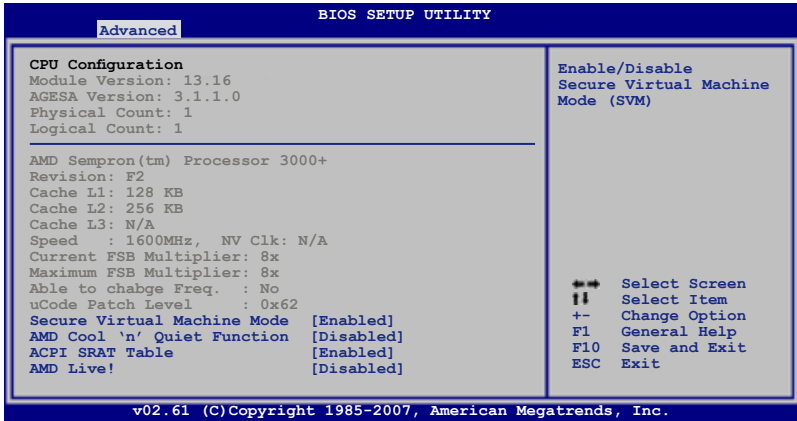 BIOS SETUP UTILITY
Advanced
CPU Configuration
Module Version: 13.16
AGESA Version: 3.1.1.0
Physical Count: 1
Logical Count: 1
AMD Sempron(tm) Processor 3000+
Revision: F2
Cache L1: 128 KB
Cache L2: 256 KB
Cache L3: N/A
Speed : 1600MHz, NV Clk: N/A
Current FSB Multiplier: 8x
Maximum FSB Multiplier: 8x
Able to chabge Freq. : No
uCode Patch Level : 0x62
Secure Virtual Machine Mode [Enabled]
AMD Cool ‘n’ Quiet Function [Disabled]
ACPI SRAT Table [Enabled]
AMD Live! [Disabled]
Enable/Disable
Secure Virtual Machine
Mode (SVM)
Select Screen
Select Item
+- Change Option
F1 General Help
F10 Save and Exit
ESC Exit
v02.61 (C)Copyright 1985-2007, American Megatrends, Inc.